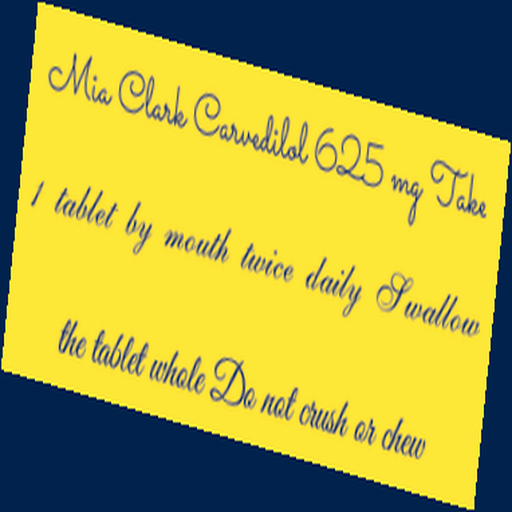 Mia Clark Carvedilol 625 mg Take
1 tablet by mouth twice daily Swallow
the tablet whole Do not crush or chew